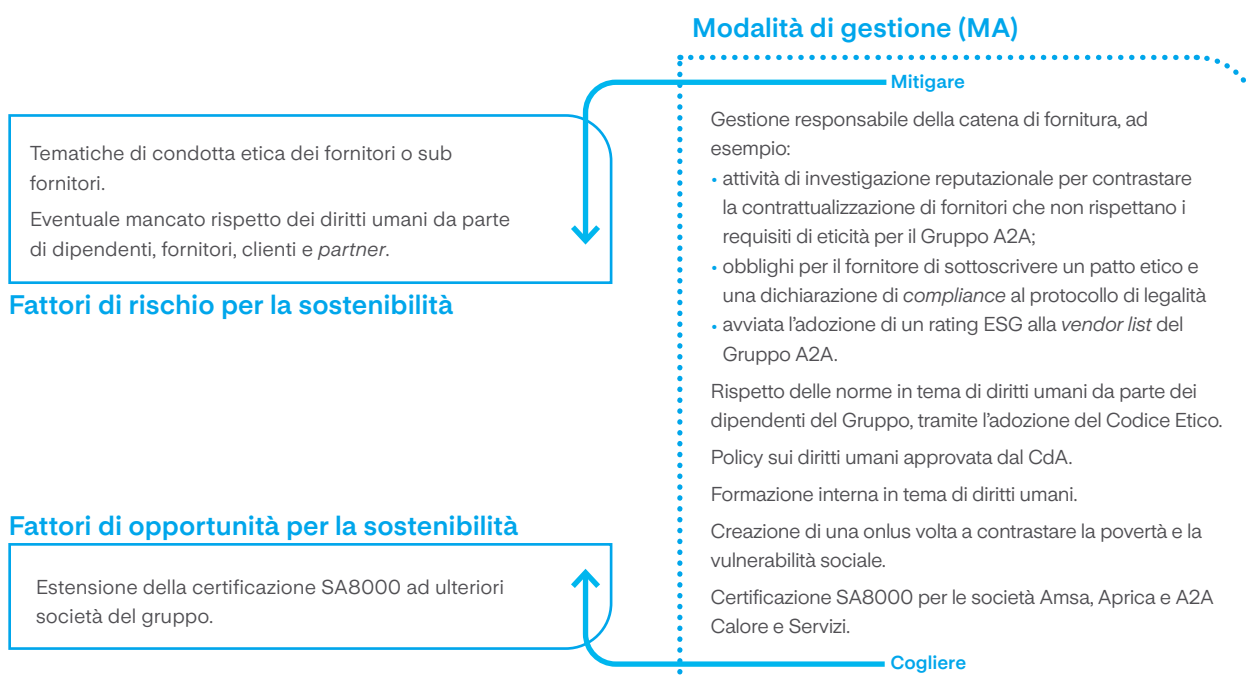 Modalità di gestione (MA)
Mitigare
Tematiche di condotta etica dei fornitori o sub
fornitori.
Eventuale mancato rispetto dei diritti umani da parte
di dipendenti, fornitori, clienti e partner.
Fattori di rischio per la sostenibilità
Fattori di opportunità per la sostenibilità
Estensione della certificazione SA8000 ad ulteriori
società del gruppo.
Gestione responsabile della catena di fornitura, ad
esempio:
• attività di investigazione reputazionale per contrastare
la contrattualizzazione di fornitori che non rispettano i
requisiti di eticità per il Gruppo A2A;
• obblighi per il fornitore di sottoscrivere un patto etico e
una dichiarazione di compliance al protocollo di legalità
• avviata l'adozione di un rating ESG alla vendor list del
Gruppo A2A.
Rispetto delle norme in tema di diritti umani da parte dei
dipendenti del Gruppo, tramite l'adozione del Codice Etico.
Policy sui diritti umani approvata dal CdA.
Formazione interna in tema di diritti umani.
Creazione di una onlus volta a contrastare la povertà e la
vulnerabilità sociale.
Certificazione SA8000 per le società Amsa, Aprica e A2A
Calore e Servizi.
Cogliere